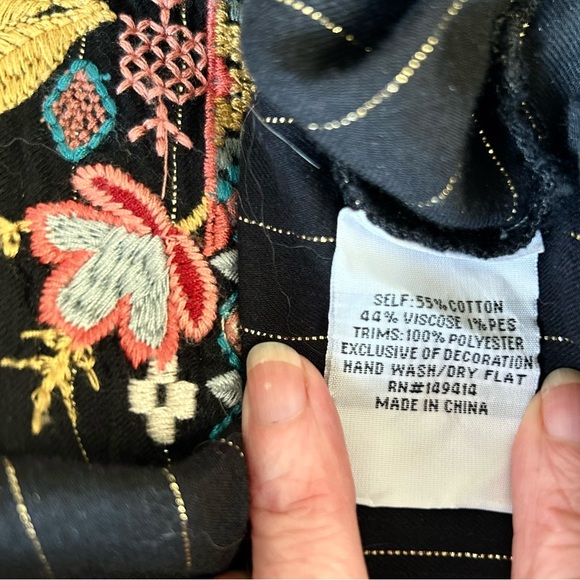 SELF:55%COTTON
44% VISCOSE 1%PES
TRIMS:100% POLYESTER
EXCLUSIVE OF DECORATION
HAND WASH/DRY FLAT
RN#149414
MADE IN CHINA